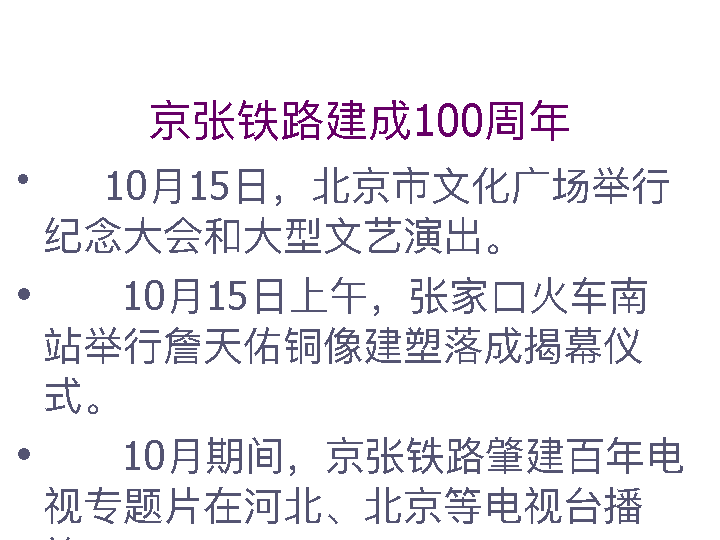 京张铁路建成100周年
• 10月15日，北京市文化广场举行
纪念大会和大型文艺演出。
• 10月15日上午，张家口火车南
站举行詹天佑铜像建塑落成揭幕仪
式。
• 10月期间，京张铁路肇建百年电
视专题片在河北、北京等电视台播